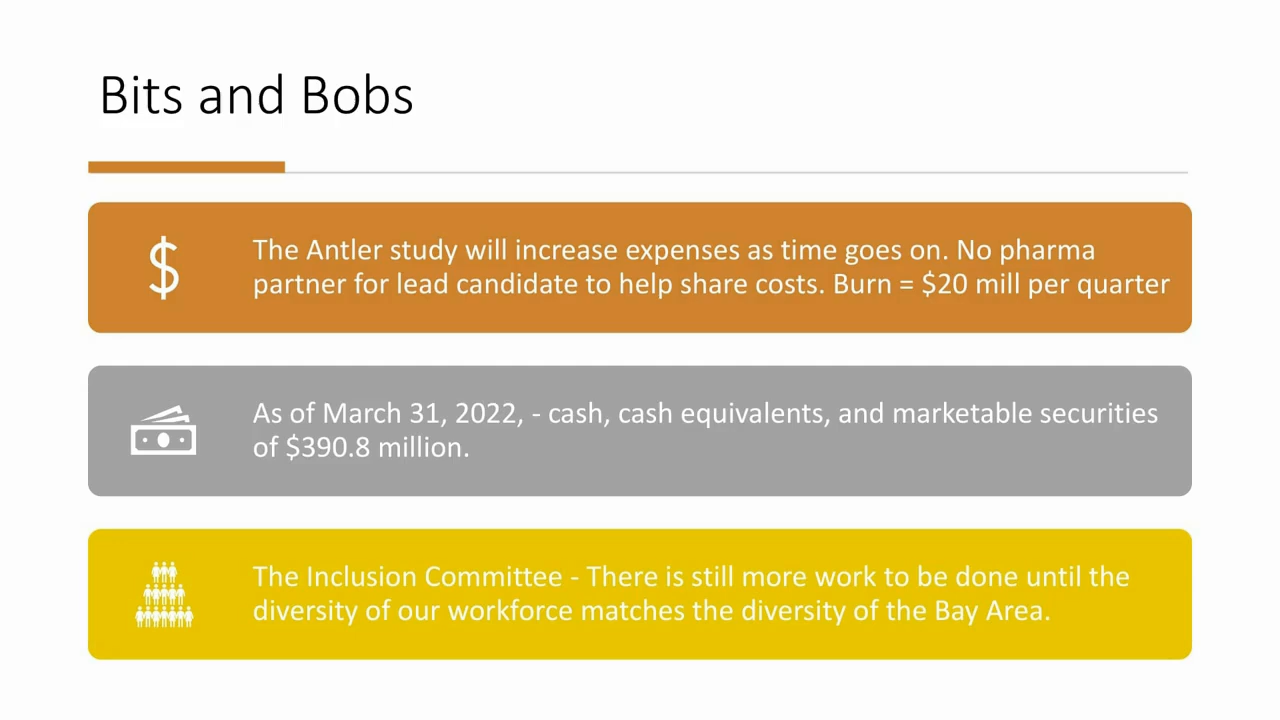 Bits and Bobs
The Antler study will increase expenses as time goes on. No pharma
partner for lead candidate to help share costs. Burn = $20 mill per quarter
As of March 31, 2022, - cash, cash equivalents, and marketable securities
of $390.8 million.
The Inclusion Committee - There is still more work to be done until the
diversity of our workforce matches the diversity of the Bay Area.